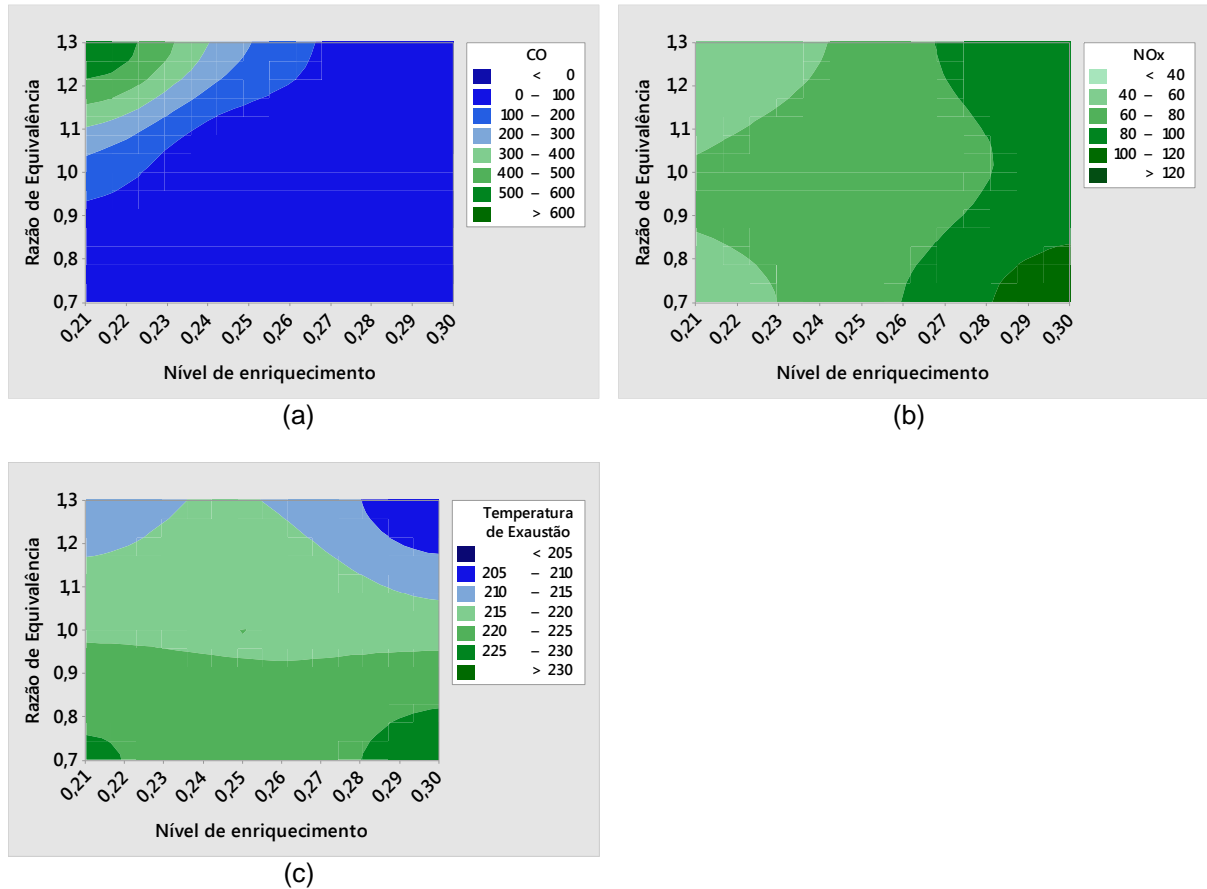 1,3
1,2
1,1
1,0
0,9
0,8
0,7
Razão de Equivalência
0,21 0,22 0,23 0,24 0,25 0,26 0,27 0,28 0,29 0,30
Nível de enriquecimento
CO
< 0
0 – 100
100 – 200
200 – 300
300 – 400
400 – 500
500 – 600
> 600
(a)
1,3
1,2
1,1
1,0
0,9
0,8
0,7
Razão de Equivalência
0,21 0,22 0,23 0,24 0,25 0,26 0,27 0,28 0,29 0,30
Nível de enriquecimento
NOx
< 40
40 – 60
60 – 80
80 – 100
100 – 120
> 120
(b)
1,3
1,2
1,1
1,0
0,9
0,8
0,7
Razão de Equivalência
0,21 0,22 0,23 0,24 0,25 0,26 0,27 0,28 0,29 0,30
Nível de enriquecimento
Temperatura
de Exaustão
< 205
205 – 210
210 – 215
215 – 220
220 – 225
225 – 230
> 230
(c)